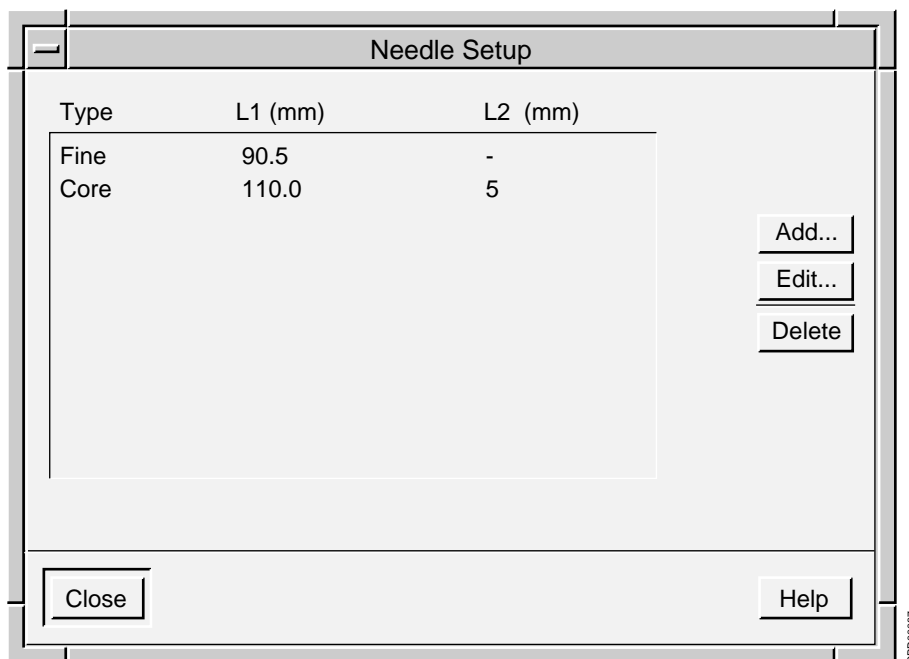 Needle Setup
Type L1 (mm) L2 (mm)
Fine 90.5 -
Core 110.0 5
Add...
Edit...
Delete
Close Help